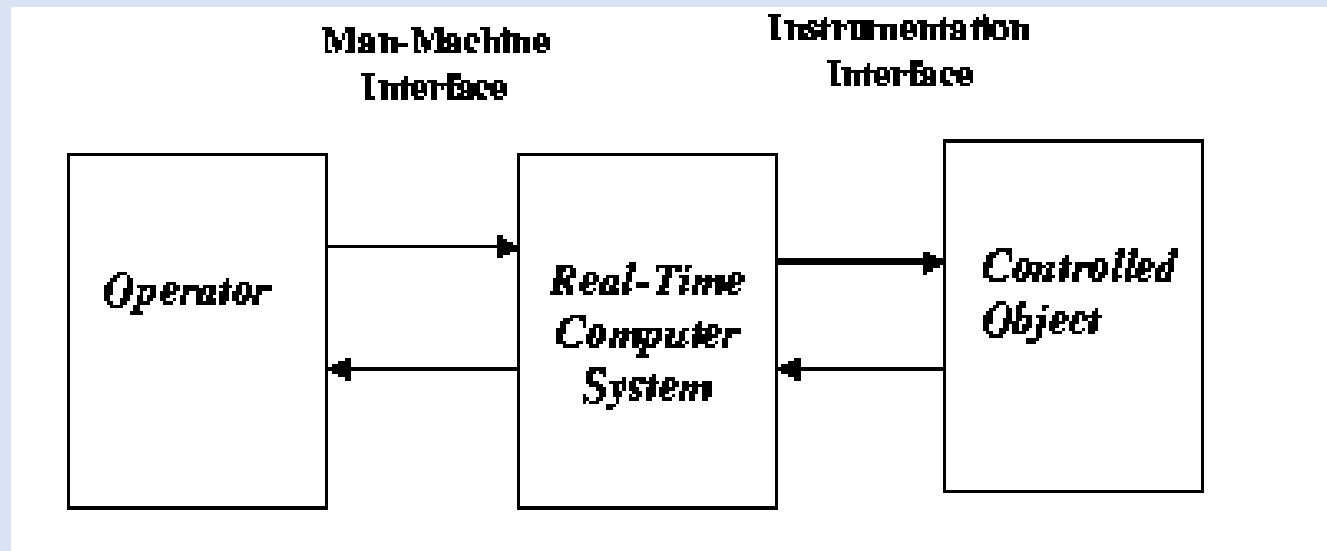 Man-Machine
Interface
Instrumentation
Interface
Operator
Real-Time
Computer
System
Controlled
Object